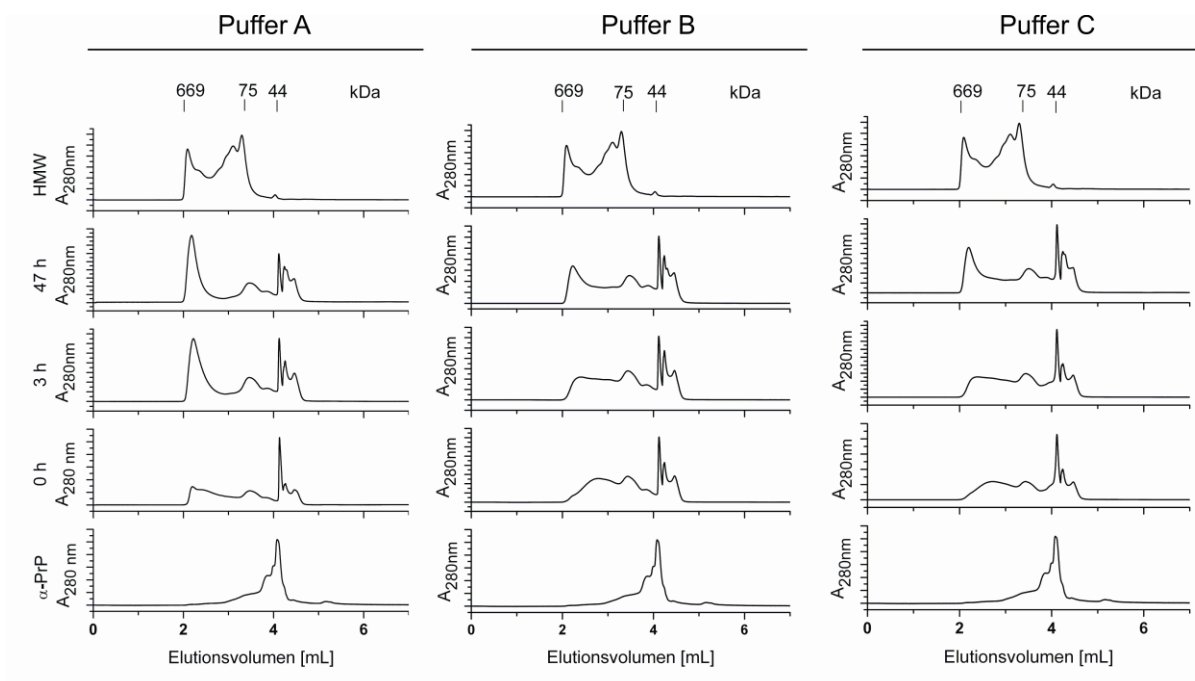 Puffer A Puffer B Puffer C
669 75 44 kDa 669 75 44 kDa 669 75 44 kDa
HMW A280nm A280nm A280nm
47 h A280nm A280nm A280nm
3 h A280nm A280nm A280nm
0 h A280 nm A280nm A280nm
α-PrP A280 nm A280nm A280nm
0 2 4 6 0 2 4 6 0 2 4 6
Elutionsvolumen [mL] Elutionsvolumen [mL] Elutionsvolumen [mL]